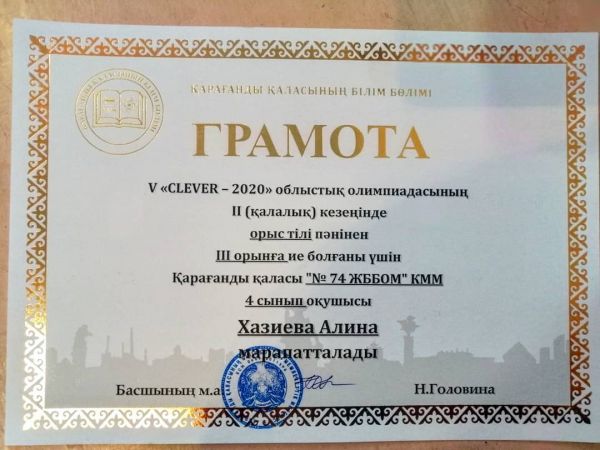 ҚАРАҒАНДЫ ҚАЛАСЫНЫҢ БІЛІМ БӨЛІМІ
ГРАМОТА
V «CLEVER – 2020» облыстық олимпиадасының
II (қалалық) кезеңінде
орыс тілі пәнінен
III орынға ие болғаны үшін
Қарағанды қаласы "№ 74 ЖББОМ" КММ
4 сынып оқушысы
Хазиева Алина
марапатталады
Басшының м.а.
Н.Головина